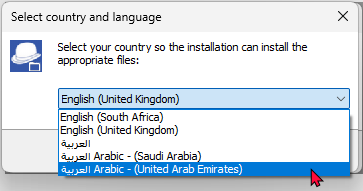 Select country and language
Select your country so the installation can install the
appropriate files:
English (United Kingdom)
English (South Africa)
English (United Kingdom)
العربية
العربية Arabic - (Saudi Arabia)
العربية Arabic - (United Arab Emirates)